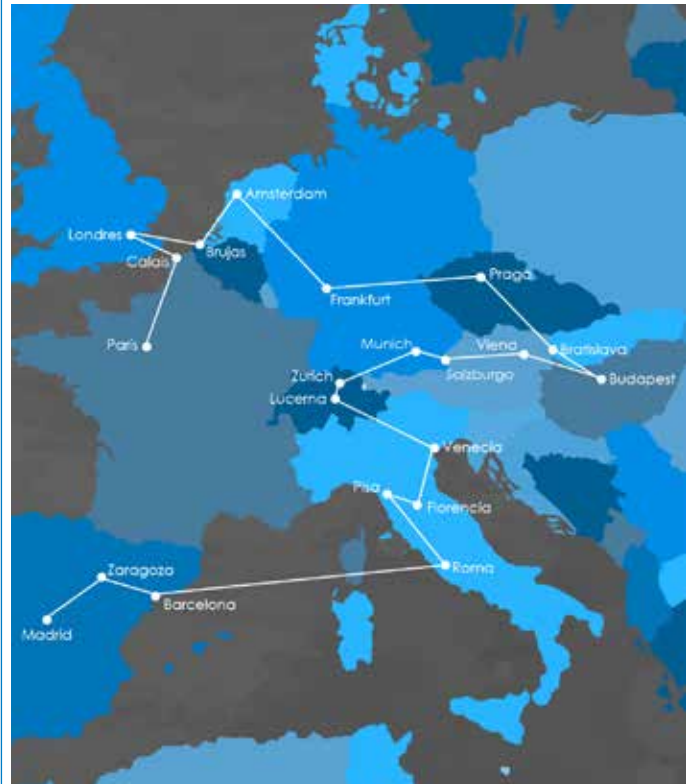 Amsterdam
Londres
Brujas
Calais
Praga
Frankfurt
París
Munich
Viena
Bratislava
Salzburgo
Zurich
Budapest
Lucerna
Venecia
Pisa
Florencia
Roma
Zaragoza
Barcelona
Madrid